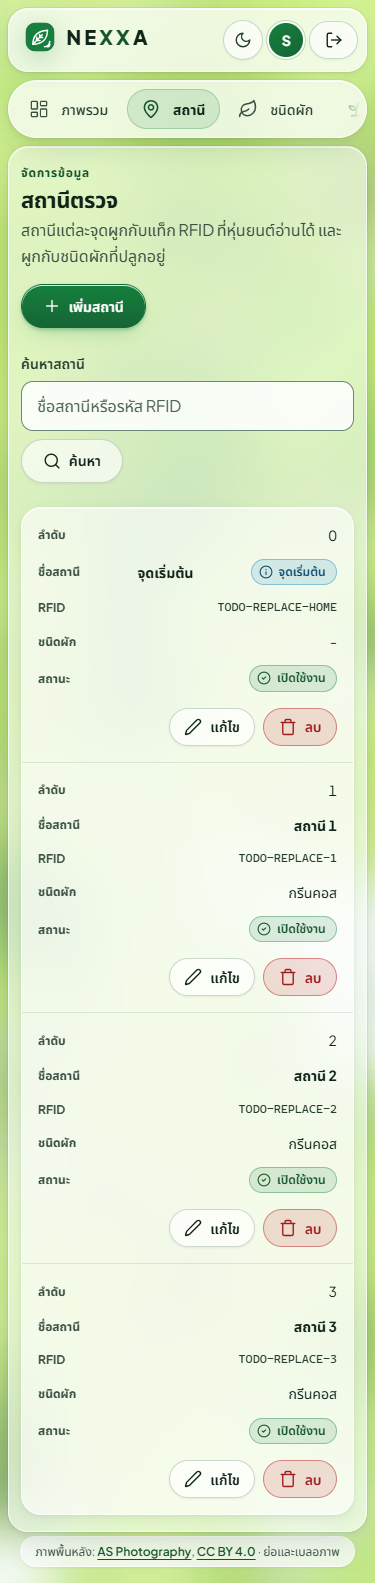 NEXXA
S
ภาพรวม
สถานี
ชนิดผัก
จัดการข้อมูล
สถานีตรวจ
สถานีแต่ละจุดผูกกับแท็ก RFID ที่หุ่นยนต์อ่านได้ และ
ผูกกับชนิดผักที่ปลูกอยู่
เพิ่มสถานี
ค้นหาสถานี
ชื่อสถานีหรือรหัส RFID
ค้นหา
ลำดับ 0
ชื่อสถานี จุดเริ่มต้น จุดเริ่มต้น
RFID TODO-REPLACE-HOME
ชนิดผัก -
สถานะ เปิดใช้งาน
แก้ไข ลบ
ลำดับ 1
ชื่อสถานี สถานี 1
RFID TODO-REPLACE-1
ชนิดผัก กรีนคอส
สถานะ เปิดใช้งาน
แก้ไข ลบ
ลำดับ 2
ชื่อสถานี สถานี 2
RFID TODO-REPLACE-2
ชนิดผัก กรีนคอส
สถานะ เปิดใช้งาน
แก้ไข ลบ
ลำดับ 3
ชื่อสถานี สถานี 3
RFID TODO-REPLACE-3
ชนิดผัก กรีนคอส
สถานะ เปิดใช้งาน
แก้ไข ลบ
ภาพพื้นหลัง: AS Photography, CC BY 4.0 · ย่อและเบลอภาพ